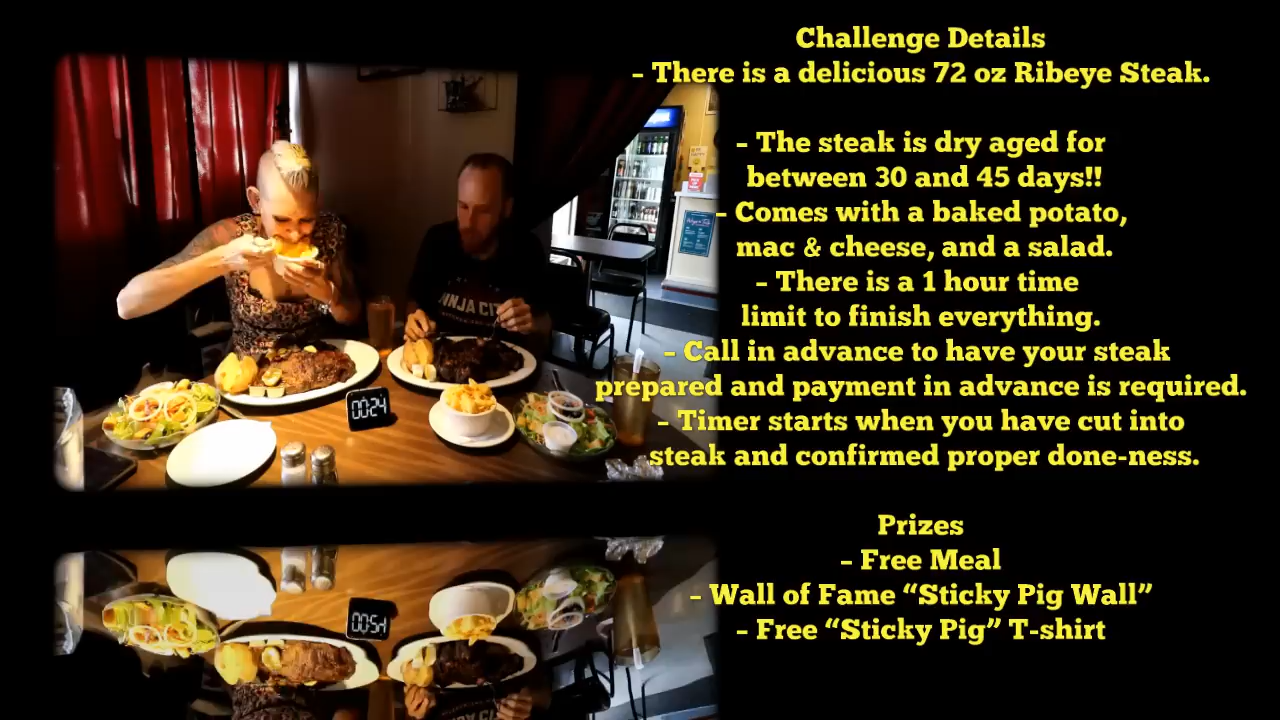 Challenge Details
- There is a delicious 72 oz Ribeye Steak.
- The steak is dry aged for
between 30 and 45 days!!
- Comes with a baked potato,
mac & cheese, and a salad.
- There is a 1 hour time
limit to finish everything.
- Call in advance to have your steak
prepared and payment in advance is required.
- Timer starts when you have cut into
steak and confirmed proper done-ness.
Prizes
- Free Meal
- Wall of Fame “Sticky Pig Wall”
- Free “Sticky Pig” T-shirt
NINJA CIT
00:24